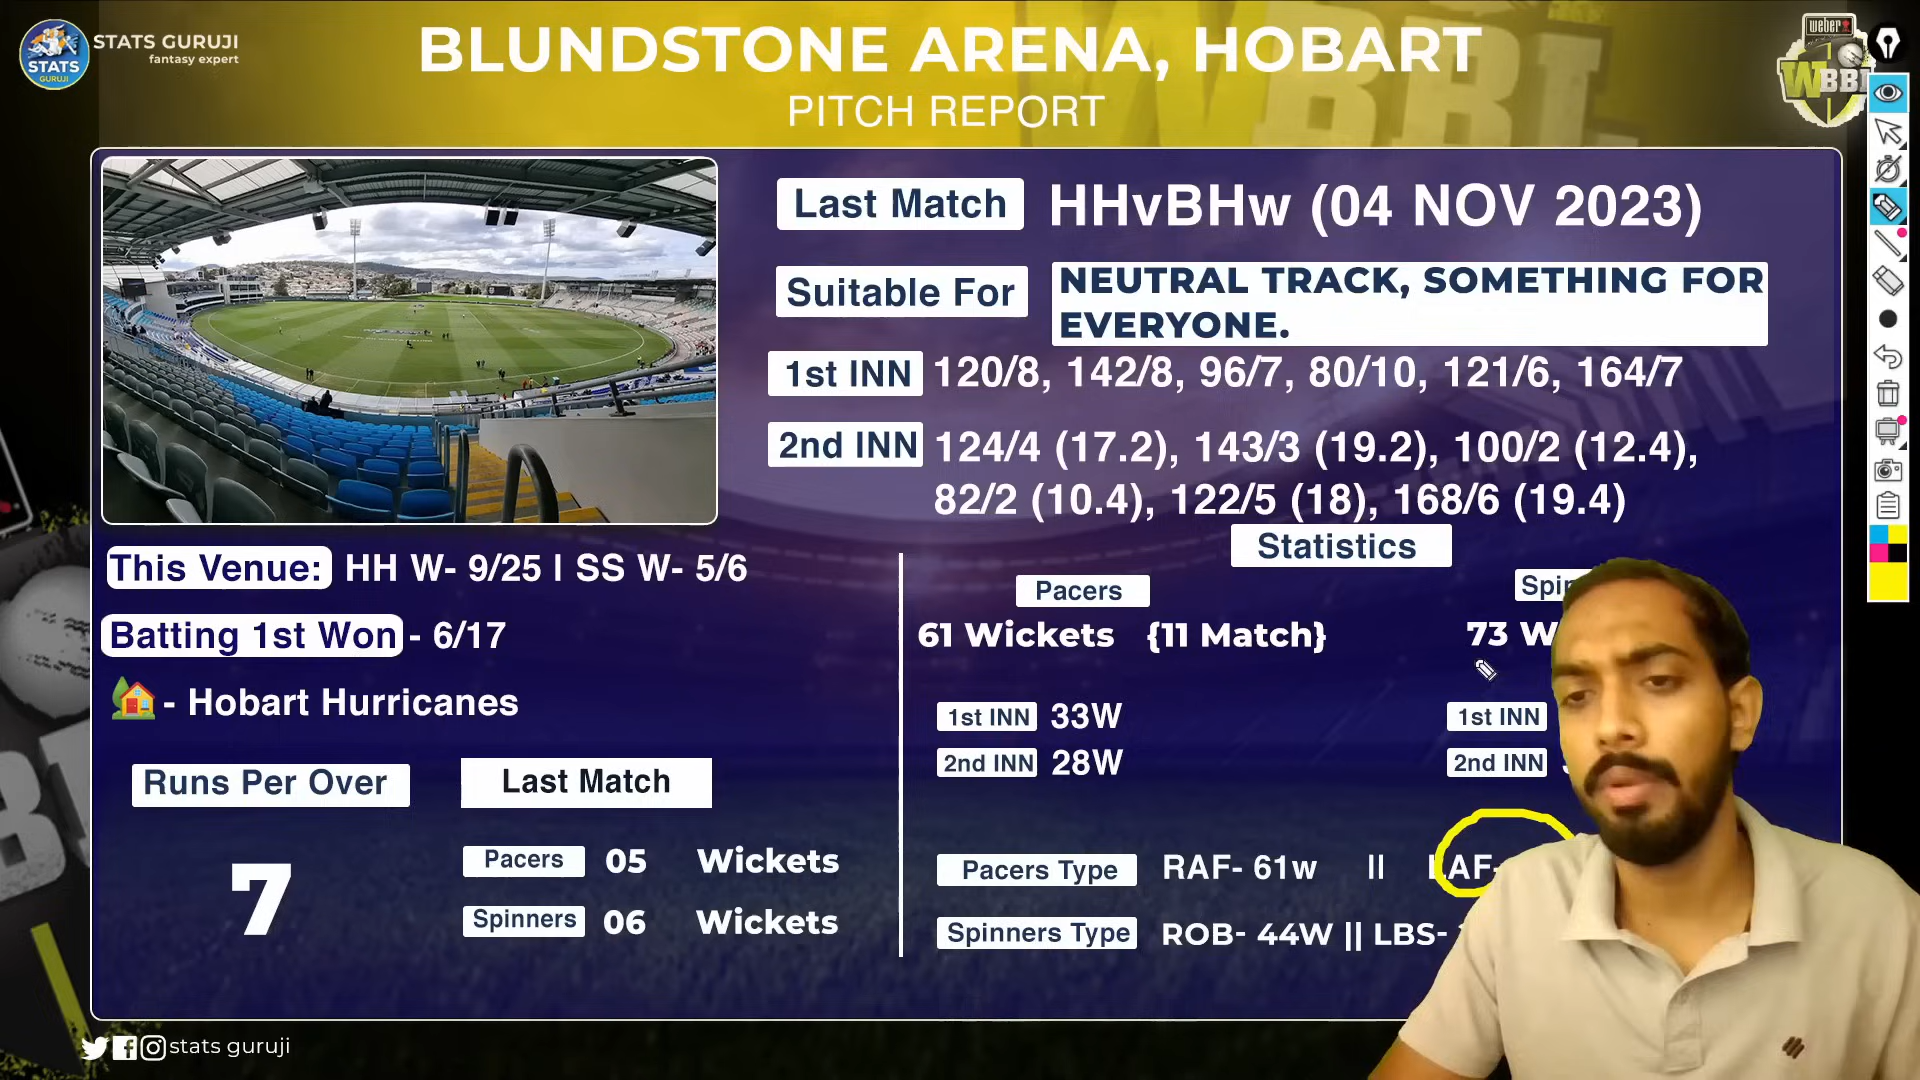 STATS GURUJI
fantasy expert
STATS
GURUJI
BLUNDSTONE ARENA, HOBART
PITCH REPORT
weber
WBBL
Last Match HHvBHw (04 NOV 2023)
Suitable For NEUTRAL TRACK, SOMETHING FOR
EVERYONE.
1st INN 120/8, 142/8, 96/7, 80/10, 121/6, 164/7
2nd INN 124/4 (17.2), 143/3 (19.2), 100/2 (12.4),
82/2 (10.4), 122/5 (18), 168/6 (19.4)
This Venue: HH W- 9/25 I SS W- 5/6
Batting 1st Won - 6/17
- Hobart Hurricanes
Runs Per Over
7
Last Match
Pacers 05 Wickets
Spinners 06 Wickets
Statistics
Pacers
61 Wickets {11 Match}
1st INN 33W
2nd INN 28W
73 W
1st INN
2nd INN
Pacers Type RAF- 61w II LAF-
Spinners Type ROB- 44W || LBS-
stats guruji